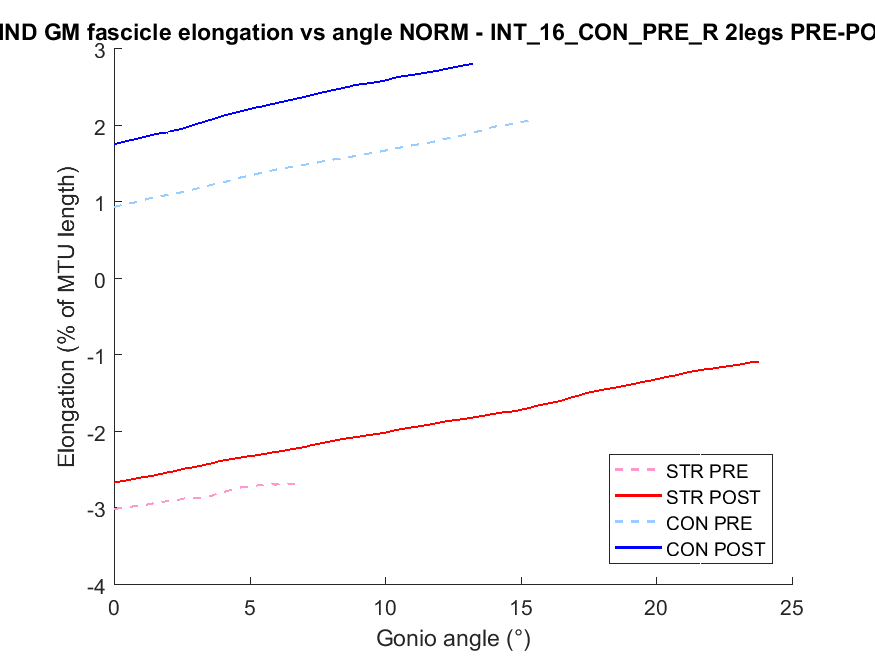 IND GM fascicle elongation vs angle NORM - INT_16_CON_PRE_R 2legs PRE-PO
3
2
1
0
-1
-2
-3
-4
0 5 10 15 20 25
Elongation (% of MTU length)
Gonio angle (°)
STR PRE
STR POST
CON PRE
CON POST